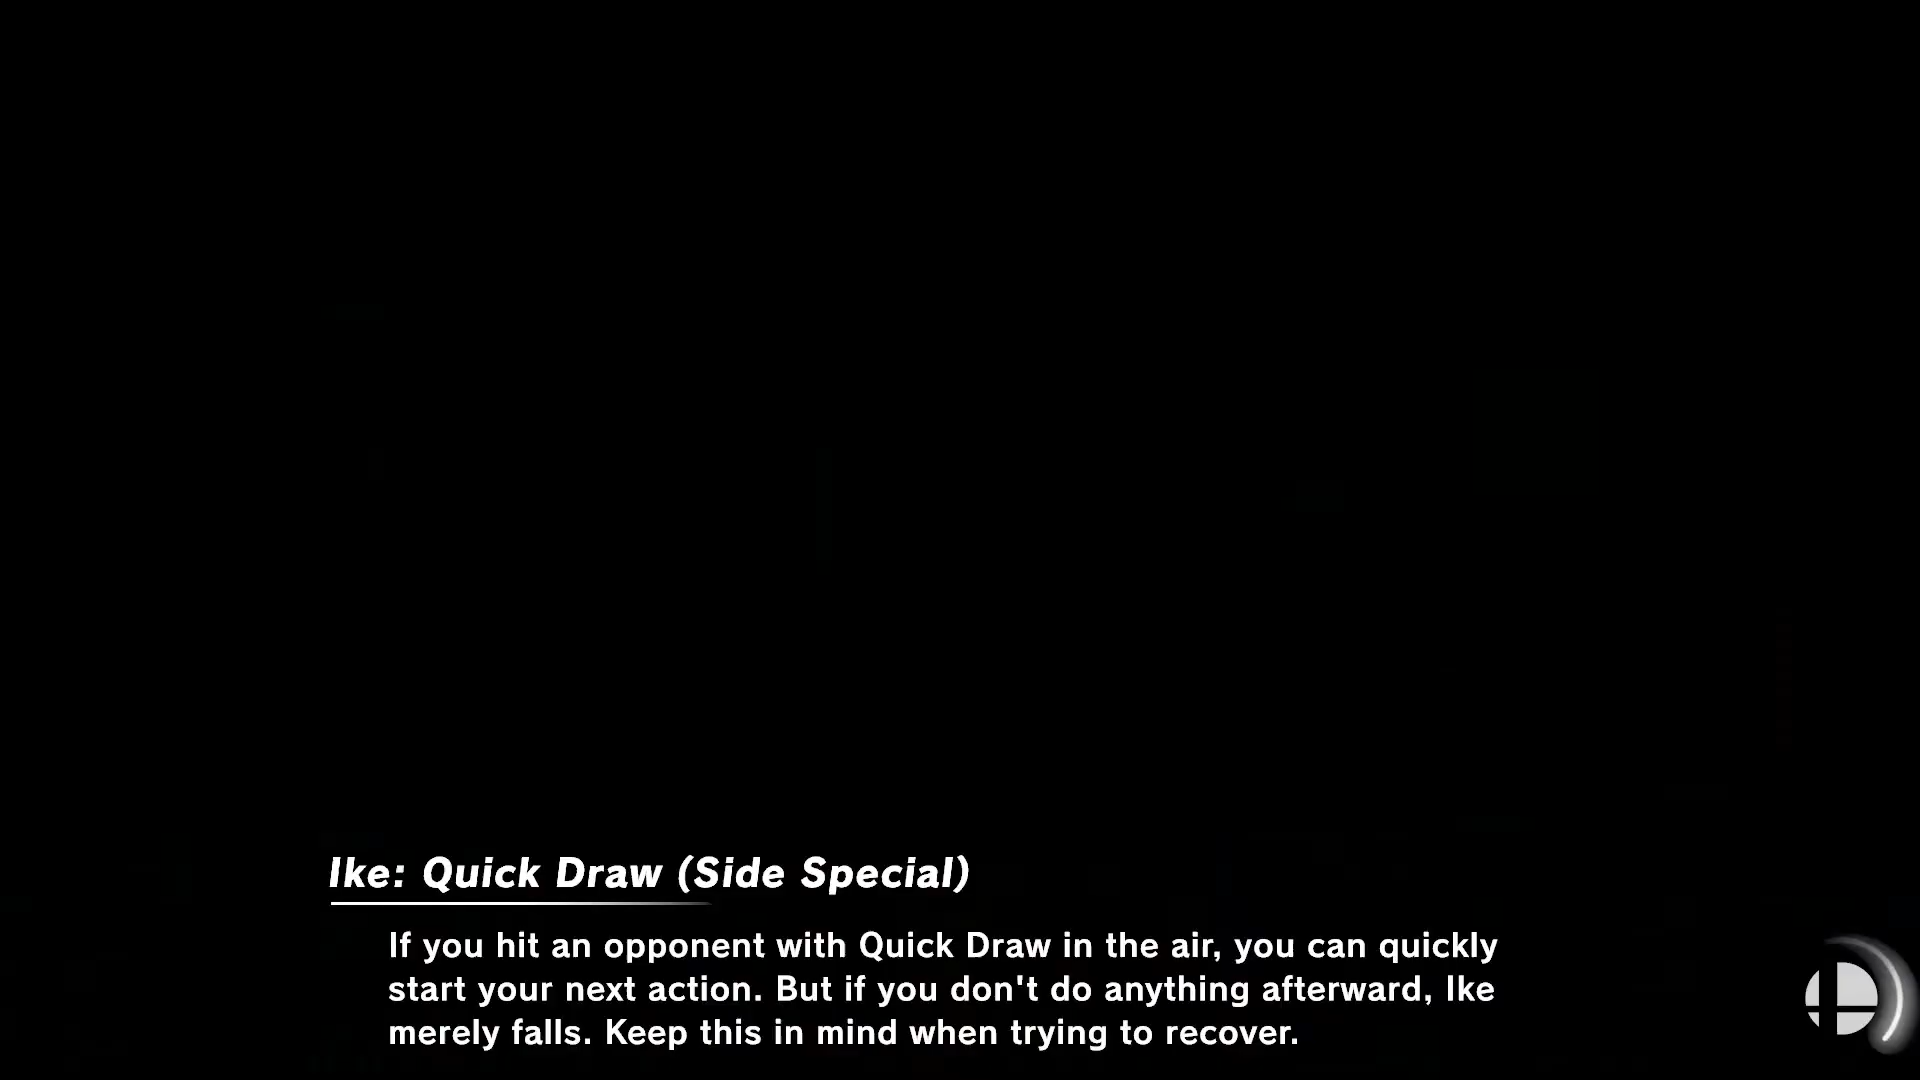 Ike: Quick Draw (Side Special)
If you hit an opponent with Quick Draw in the air, you can quickly
start your next action. But if you don't do anything afterward, Ike
merely falls. Keep this in mind when trying to recover.